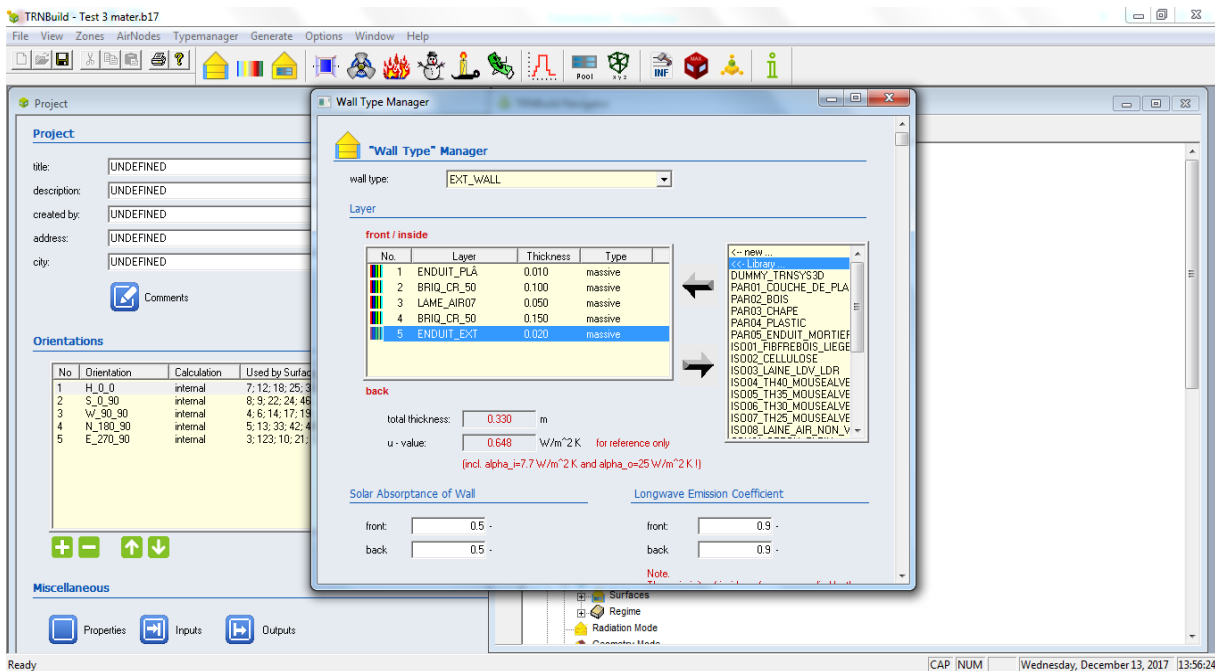 TRNBuild - Test 3 mater.b17
File View Zones AirNodes Typemanager Generate Options Window Help
Pool
x y z
INF
MAX
Project
Project
title: UNDEFINED
description: UNDEFINED
created by: UNDEFINED
address: UNDEFINED
city: UNDEFINED
Comments
Orientations
No Orientation Calculation Used by Surfac
1 H_0_0 internal 7; 12; 18; 25; 3
2 S_0_90 internal 8; 9; 22; 24; 46
3 W_90_90 internal 4; 6; 14; 17; 19
4 N_180_90 internal 5; 13; 33; 42; 4
5 E_270_90 internal 3; 123; 10; 21;
Miscellaneous
Properties Inputs Outputs
Wall Type Manager
"Wall Type" Manager
wall type: EXT_WALL
Layer
front / inside
No. Layer Thickness Type
1 ENDUIT_PLÂ 0.010 massive
2 BRIQ_CR_50 0.100 massive
3 LAME_AIR07 0.050 massive
4 BRIQ_CR_50 0.150 massive
5 ENDUIT_EXT 0.020 massive
back
<-- new ...
<<- Library
DUMMY_TRNSYS3D
PAR01_COUCHE_DE_PLA
PAR02_BOIS
PAR03_CHAPE
PAR04_PLASTIC
PAR05_ENDUIT_MORTIER
ISO01_FIBFREBOIS_LIEGE
ISO02_CELLULOSE
ISO03_LAINE_LDV_LDR
ISO04_TH40_MOUSEALVE
ISO05_TH35_MOUSEALVE
ISO06_TH30_MOUSEALVE
ISO07_TH25_MOUSEALVE
ISO08_LAINE_AIR_NON_V
total thickness: 0.330 m
u - value: 0.648 W/m^2 K for reference only
(incl. alpha_i=7.7 W/m^2 K and alpha_o=25 W/m^2 K !)
Solar Absorptance of Wall
front: 0.5 -
back 0.5 -
Longwave Emission Coefficient
front: 0.9 -
back 0.9 -
Note.
Surfaces
Regime
Radiation Mode
Geometry Mode
Ready
CAP NUM Wednesday, December 13, 2017 13:56:24